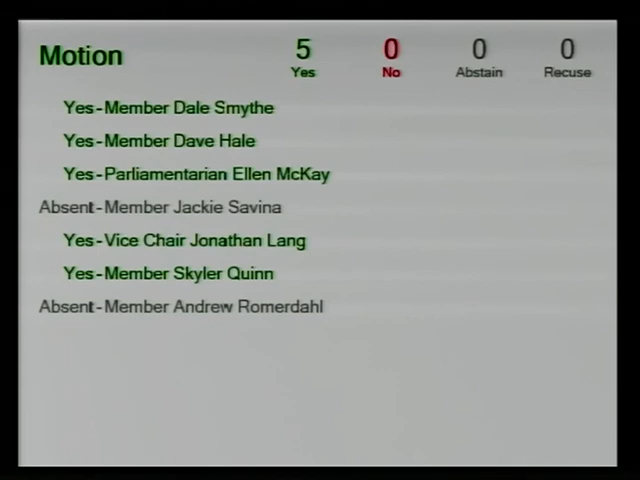 Motion 5 0 0 0
Yes No Abstain Recuse
Yes-Member Dale Smythe
Yes-Member Dave Hale
Yes-Parliamentarian Ellen McKay
Absent-Member Jackie Savina
Yes-Vice Chair Jonathan Lang
Yes-Member Skyler Quinn
Absent-Member Andrew Romerdahl